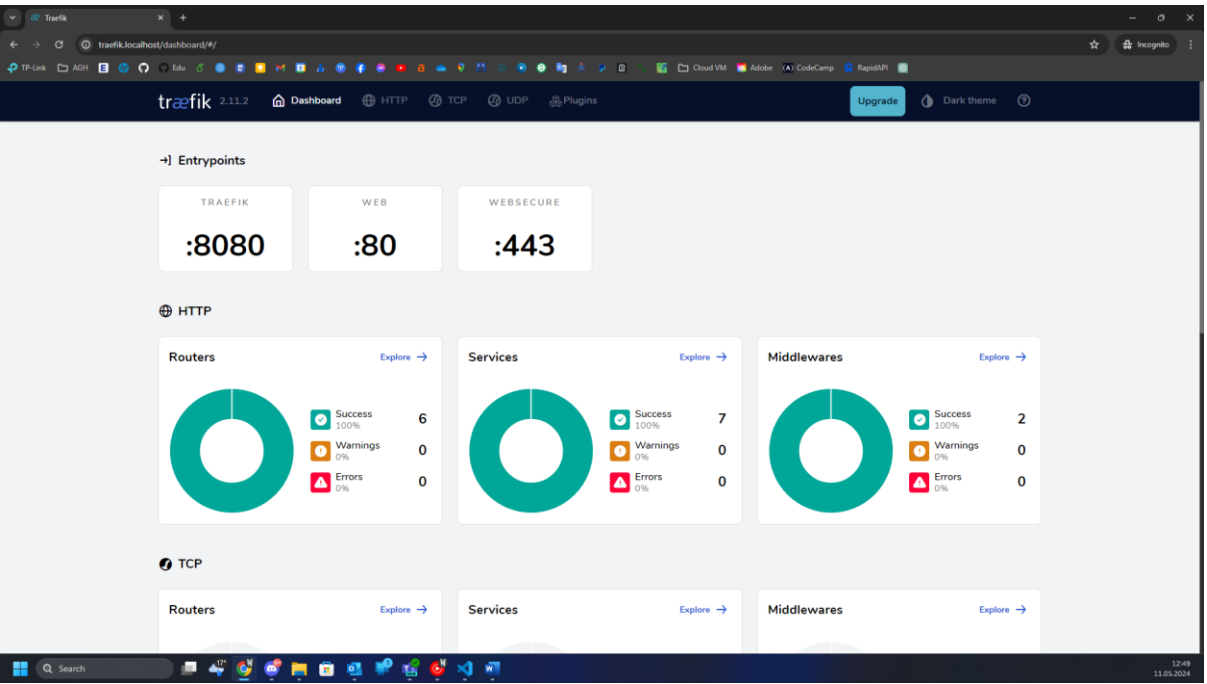 Traefik
traefik.localhost/dashboard/#/
Incognito
TP-Link AGH Edu Cloud VM Adobe CodeCamp RapidAPI
træfik 2.11.2 Dashboard HTTP TCP UDP Plugins Upgrade Dark theme
Entrypoints
TRAEFIK WEB WEBSECURE
:8080 :80 :443
HTTP
Routers Explore Services Explore Middlewares Explore
Success 6 Success 7 Success 2
100% 100% 100%
Warnings 0 Warnings 0 Warnings 0
0% 0% 0%
Errors 0 Errors 0 Errors 0
0% 0% 0%
TCP
Routers Explore Services Explore Middlewares Explore
Search
17°
12:49
11.05.2024